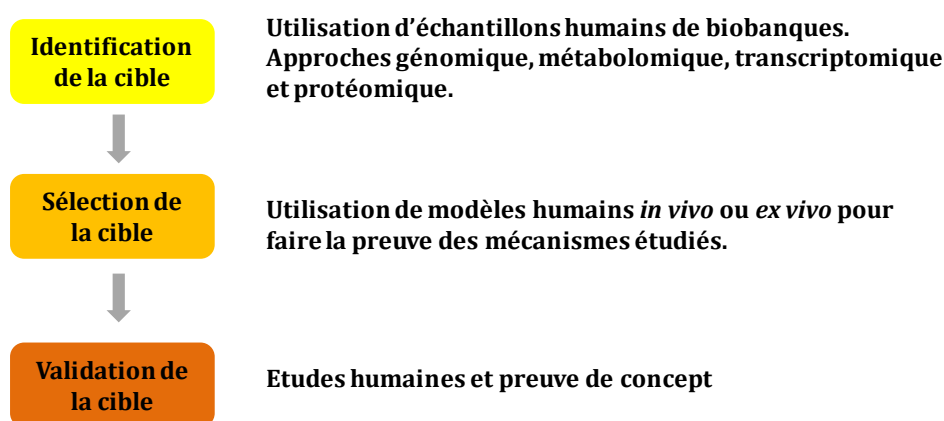 Identification
de la cible
Utilisation d'échantillons humains de biobanques.
Approches génomique, métabolomique, transcriptomique
et protéomique.
Sélection de
la cible
Utilisation de modèles humains in vivo ou ex vivo pour
faire la preuve des mécanismes étudiés.
Validation de
la cible
Etudes humaines et preuve de concept